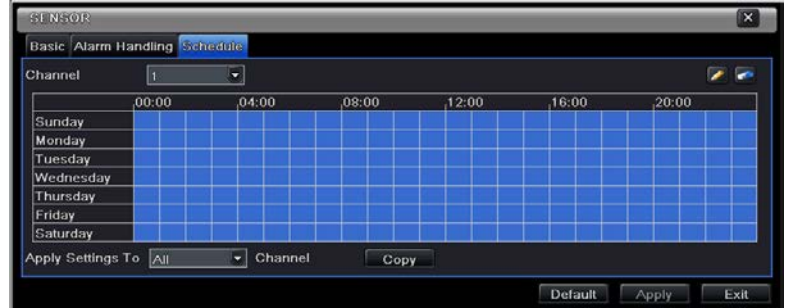 SENSOR
Basic Alarm Handling Schedule
Channel 1
00:00 04:00 08:00 12:00 16:00 20:00
Sunday
Monday
Tuesday
Wednesday
Thursday
Friday
Saturday
Apply Settings To All Channel Copy
Default Apply Exit